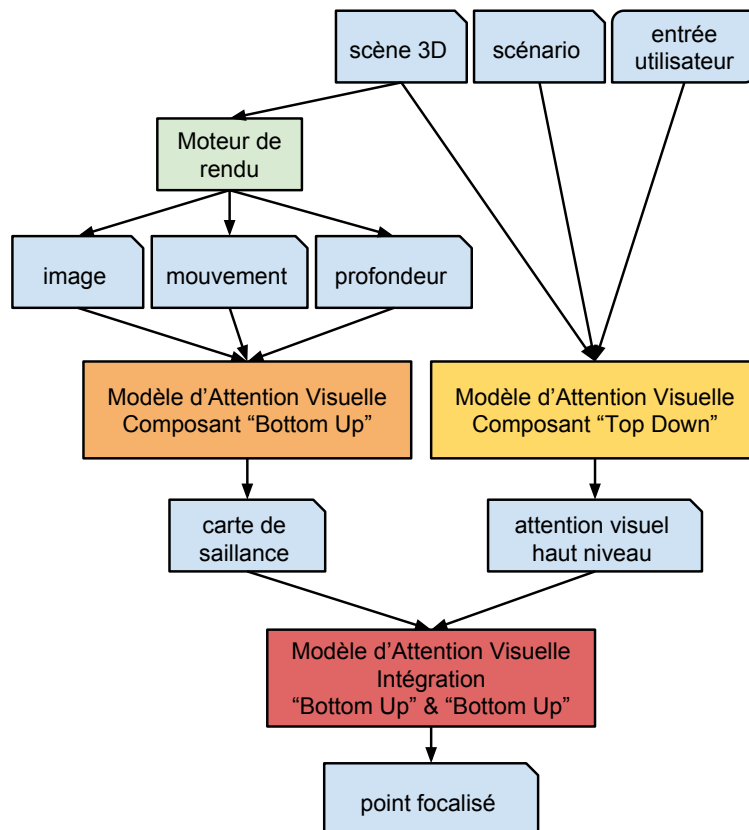 scène 3D
scénario
entrée
utilisateur
Moteur de
rendu
image
mouvement
profondeur
Modèle d’Attention Visuelle
Composant “Bottom Up”
Modèle d’Attention Visuelle
Composant “Top Down”
carte de
saillance
attention visuel
haut niveau
Modèle d’Attention Visuelle
Intégration
“Bottom Up” & “Bottom Up”
point focalisé